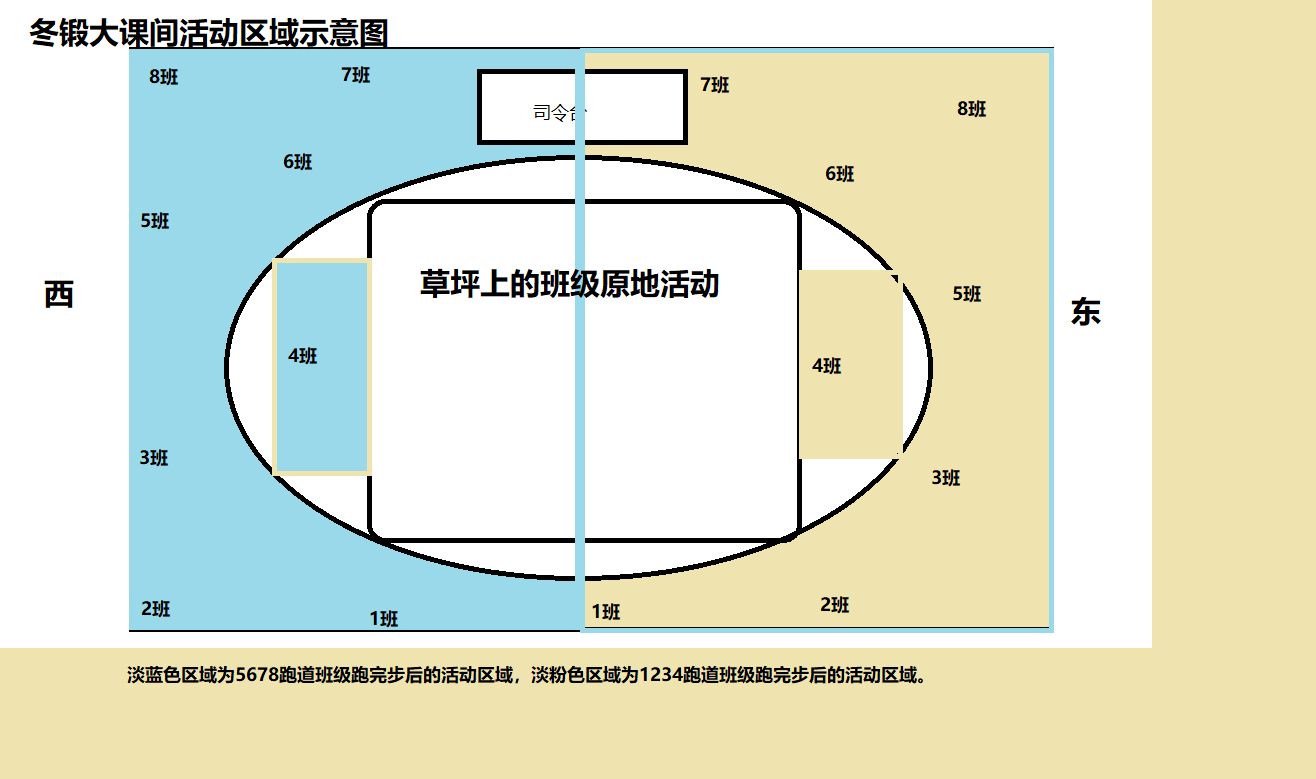 冬锻大课间活动区域示意图
8班
7班
司令台
7班
8班
6班
6班
5班
西
草坪上的班级原地活动
5班
东
4班
4班
3班
3班
2班
1班
1班
2班
淡蓝色区域为5678跑道班级跑完步后的活动区域，淡粉色区域为1234跑道班级跑完步后的活动区域。